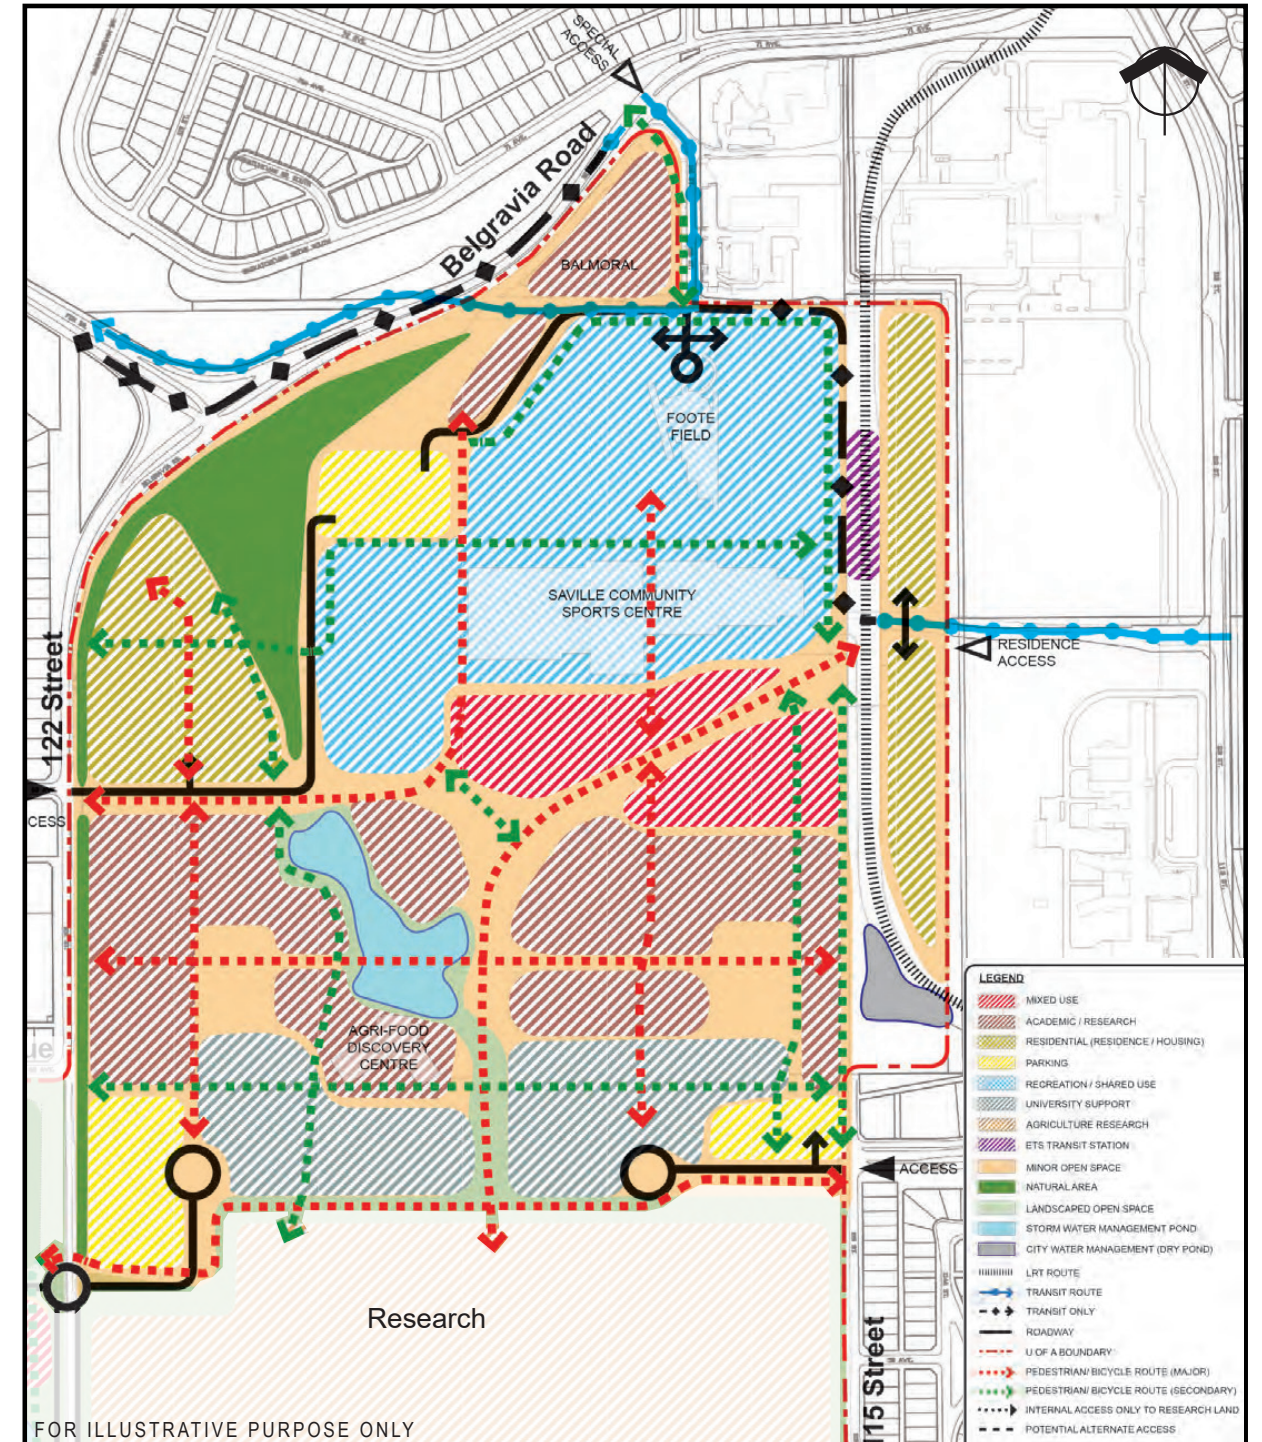 SPECIAL
ACCESS
Belgravia Road
BALMORAL
FOOTE
FIELD
SAVILLE COMMUNITY
SPORTS CENTRE
RESIDENCE
ACCESS
122 Street
CESS
AGRI-FOOD
DISCOVERY
CENTRE
ue
ACCESS
Research
115 Street
FOR ILLUSTRATIVE PURPOSE ONLY
LEGEND
MIXED USE
ACADEMIC / RESEARCH
RESIDENTIAL (RESIDENCE / HOUSING)
PARKING
RECREATION / SHARED USE
UNIVERSITY SUPPORT
AGRICULTURE RESEARCH
ETS TRANSIT STATION
MINOR OPEN SPACE
NATURAL AREA
LANDSCAPED OPEN SPACE
STORM WATER MANAGEMENT POND
CITY WATER MANAGEMENT (DRY POND)
LRT ROUTE
TRANSIT ROUTE
TRANSIT ONLY
ROADWAY
U OF A BOUNDARY
PEDESTRIAN/ BICYCLE ROUTE (MAJOR)
PEDESTRIAN/ BICYCLE ROUTE (SECONDARY)
INTERNAL ACCESS ONLY TO RESEARCH LAND
POTENTIAL ALTERNATE ACCESS